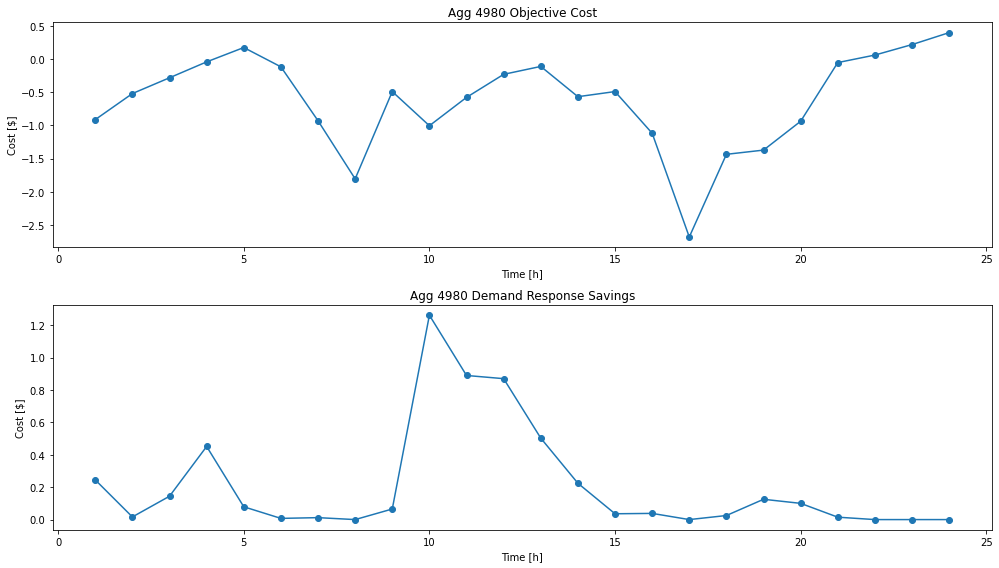 Agg 4980 Objective Cost
Cost [$]
0.5
0.0
−0.5
−1.0
−1.5
−2.0
−2.5
0 5 10 15 20 25
Time [h]
Agg 4980 Demand Response Savings
Cost [$]
1.2
1.0
0.8
0.6
0.4
0.2
0.0
0 5 10 15 20 25
Time [h]